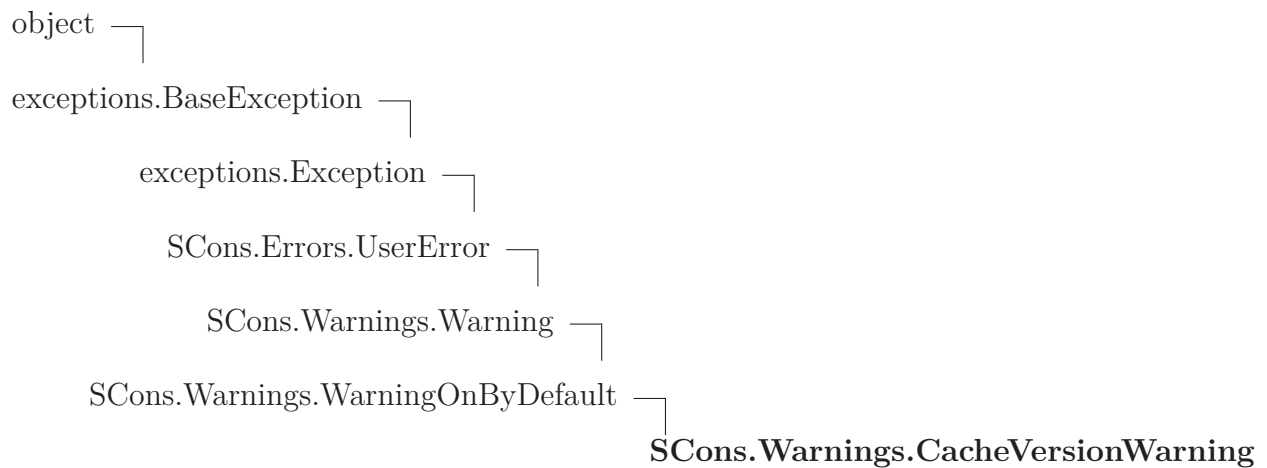 object
exceptions.BaseException
exceptions.Exception
SCons.Errors.UserError
SCons.Warnings.Warning
SCons.Warnings.WarningOnByDefault
SCons.Warnings.CacheVersionWarning